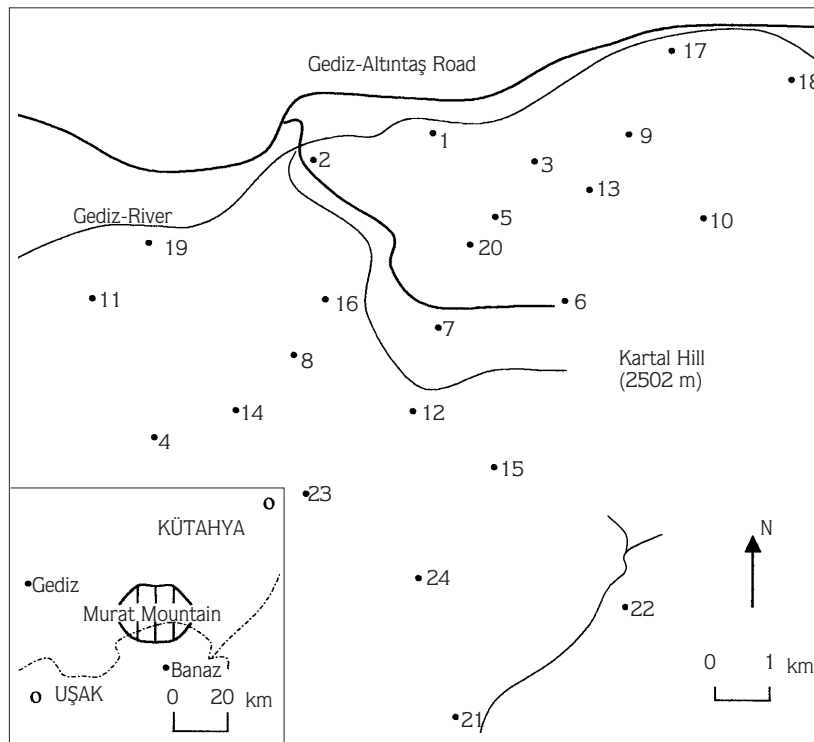 Gediz-Altıntaş Road
17
18
1
9
2
3
13
Gediz-River
5
10
19
20
11
16
6
7
8
Kartal Hill
(2502 m)
14
12
4
15
23
24
22
21
N
0 1 km
o
KÜTAHYA
Gediz
Murat Mountain
Banaz
o UŞAK
0 20 km